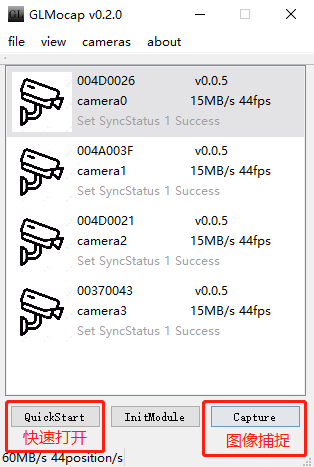 GLMocap v0.2.0
file view cameras about
004D0026 v0.0.5
camera0 15MB/s 44fps
Set SyncStatus 1 Success
004A003F v0.0.5
camera1 15MB/s 44fps
Set SyncStatus 1 Success
004D0021 v0.0.5
camera2 15MB/s 44fps
Set SyncStatus 1 Success
00370043 v0.0.5
camera3 15MB/s 44fps
Set SyncStatus 1 Success
QuickStart InitModule Capture
快速打开 图像捕捉
60MB/s 44position/s